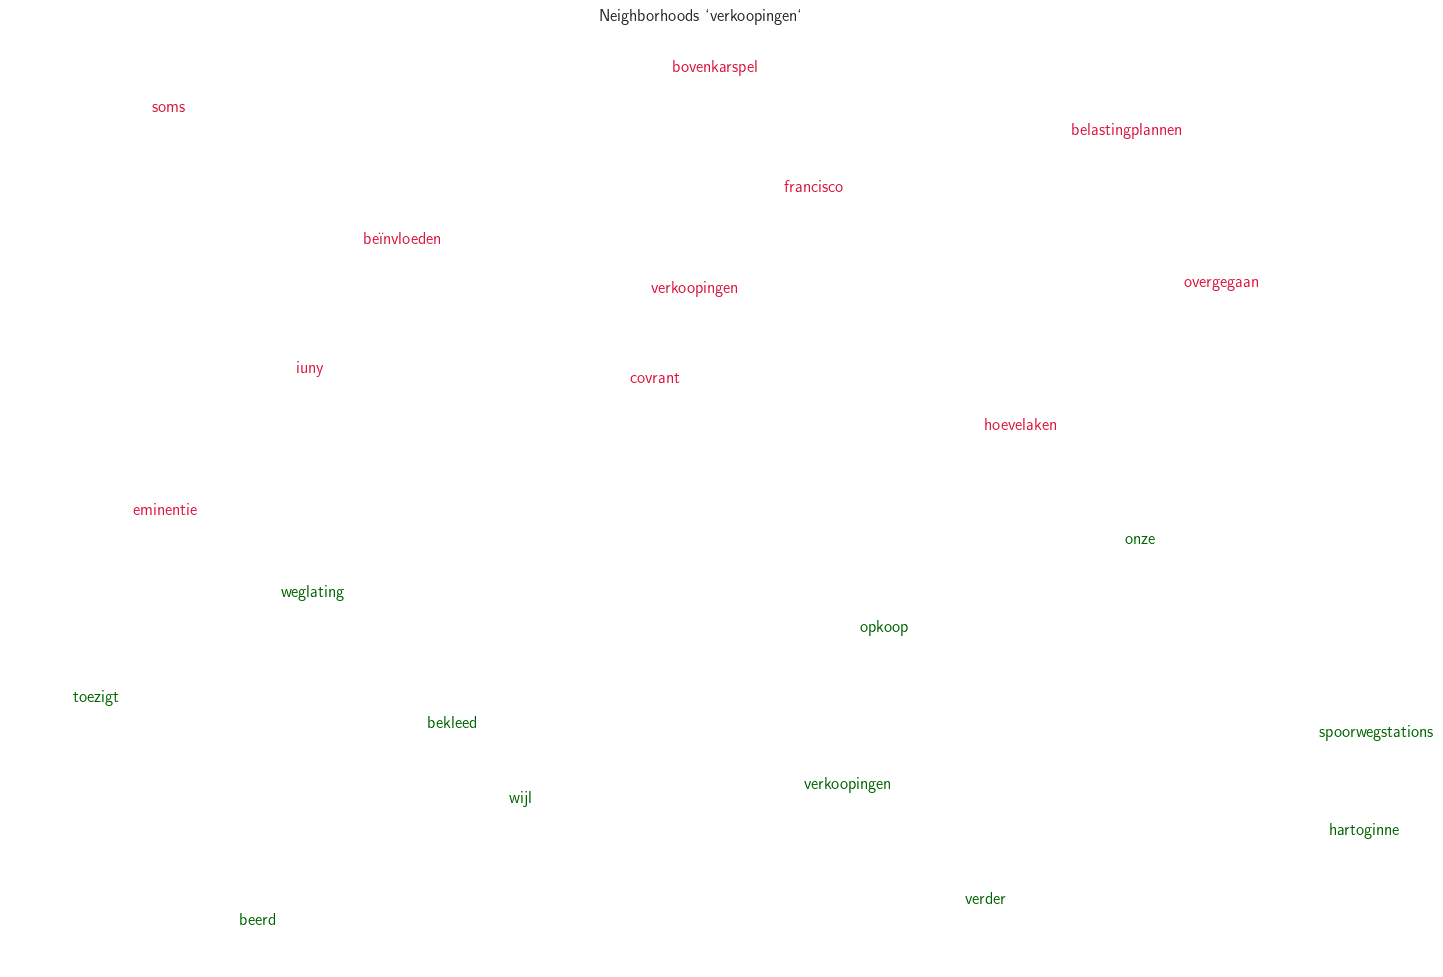 Neighborhoods ‘verkoopingen‘
bovenkarspel
soms
belastingplannen
francisco
beïnvloeden
overgegaan
verkoopingen
iuny
covrant
hoevelaken
eminentie
onze
weglating
opkoop
toezigt
bekleed
spoorwegstations
verkoopingen
wijl
hartoginne
verder
beerd